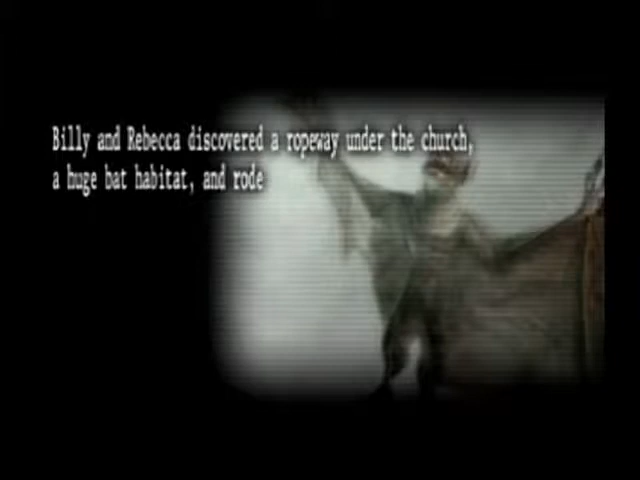 Billy and Rebecca discovered a ropeway under the church,
a huge bat habitat, and rode